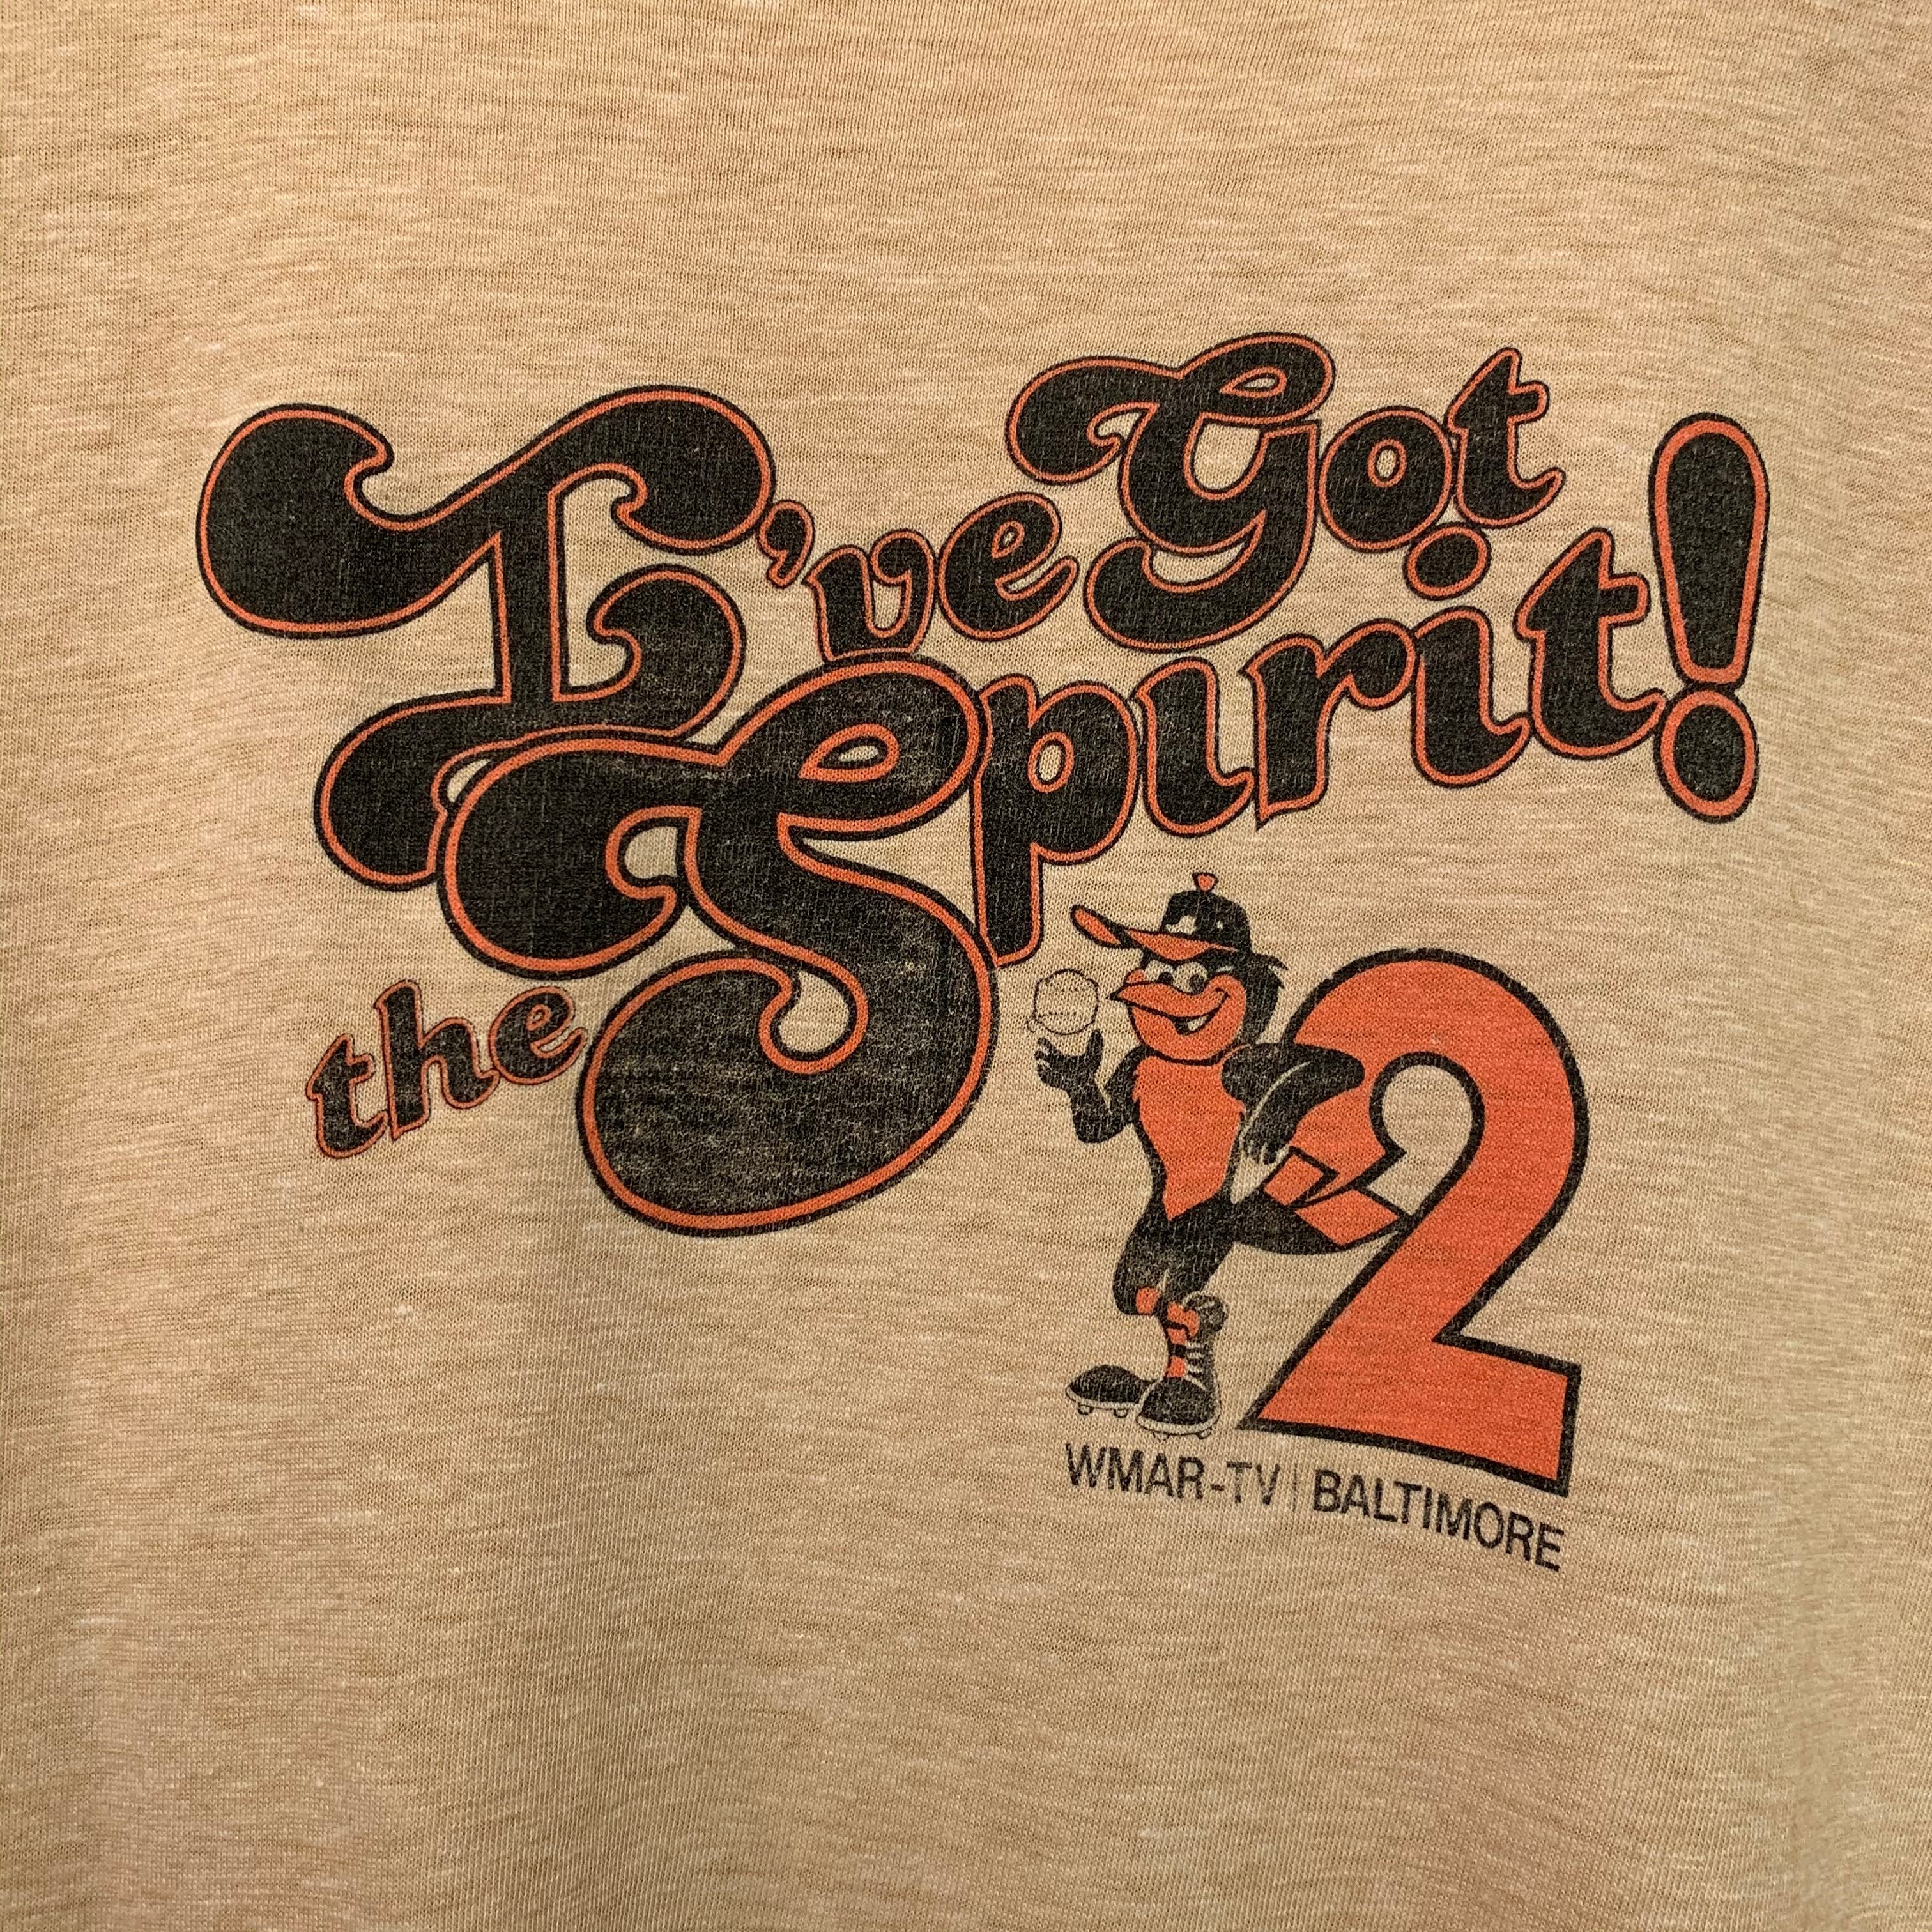 I've Got
the Spirit!
2
WMAR-TV | BALTIMORE